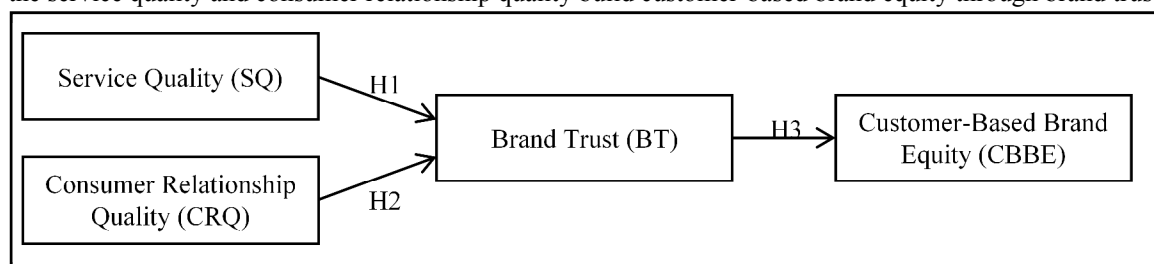 the service quality and consumer relationship quality build customer-based brand equity through brand trus
Service Quality (SQ)
H1
Brand Trust (BT)
H3
Customer-Based Brand
Equity (CBBE)
Consumer Relationship
Quality (CRQ)
H2